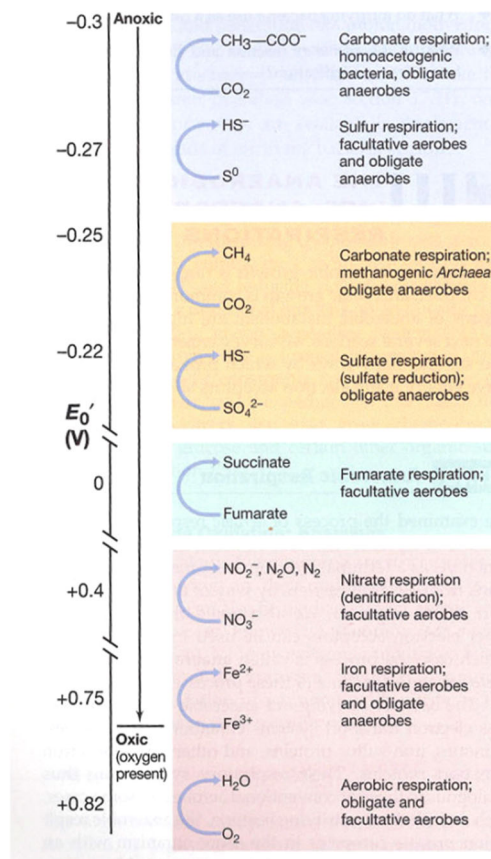 –0.3
Anoxic
CH₃—COO⁻
CO₂
Carbonate respiration;
homoacetogenic
bacteria, obligate
anaerobes
–0.27
HS⁻
S⁰
Sulfur respiration;
facultative aerobes
and obligate
anaerobes
–0.25
CH₄
CO₂
Carbonate respiration;
methanogenic Archaea
obligate anaerobes
–0.22
HS⁻
SO₄²⁻
Sulfate respiration
(sulfate reduction);
obligate anaerobes
E₀′
(V)
0
Succinate
Fumarate
Fumarate respiration;
facultative aerobes
+0.4
NO₂⁻, N₂O, N₂
NO₃⁻
Nitrate respiration
(denitrification);
facultative aerobes
+0.75
Fe²⁺
Fe³⁺
Iron respiration;
facultative aerobes
and obligate
anaerobes
Oxic
(oxygen
present)
+0.82
H₂O
O₂
Aerobic respiration;
obligate and
facultative aerobes